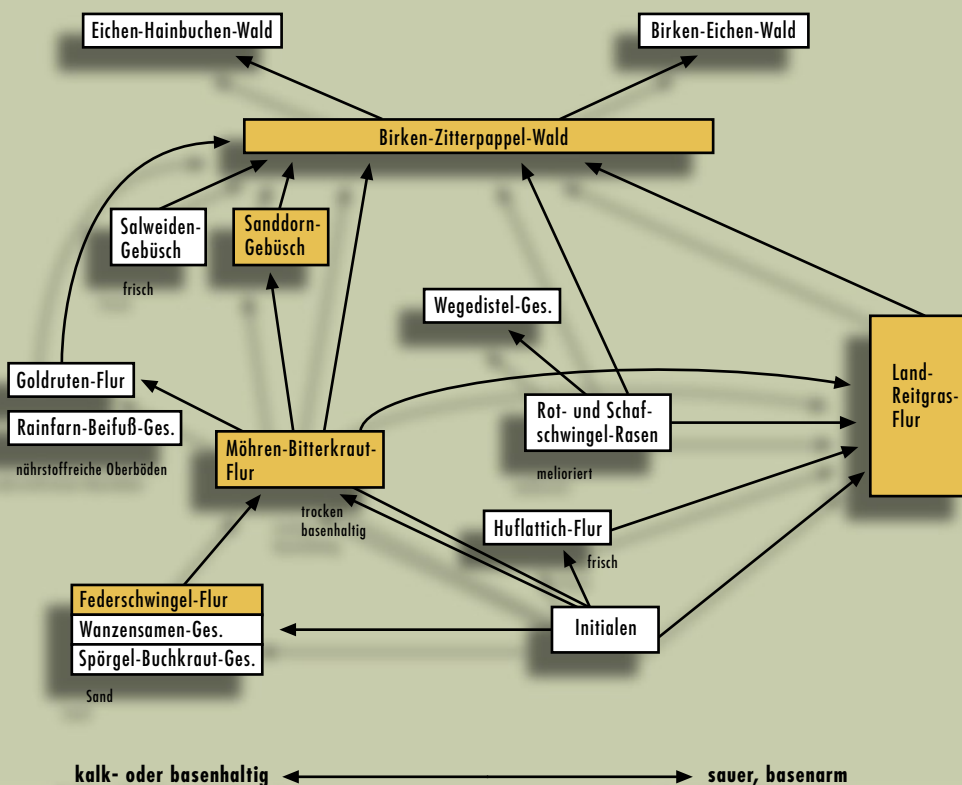 Eichen-Hainbuchen-Wald
Birken-Eichen-Wald
Birken-Zitterpappel-Wald
Salweiden-
Gebüsch
frisch
Sanddorn-
Gebüsch
Wegedistel-Ges.
Goldruten-Flur
Rainfarn-Beifuß-Ges.
nährstoffreiche Oberböden
Möhren-Bitterkraut-
Flur
trocken
basenhaltig
Rot- und Schaf-
schwingel-Rasen
melioriert
Land-
Reitgras-
Flur
Huflattich-Flur
frisch
Federschwingel-Flur
Wanzensamen-Ges.
Spörgel-Buchkraut-Ges.
Sand
Initialen
kalk- oder basenhaltig
sauer, basenarm